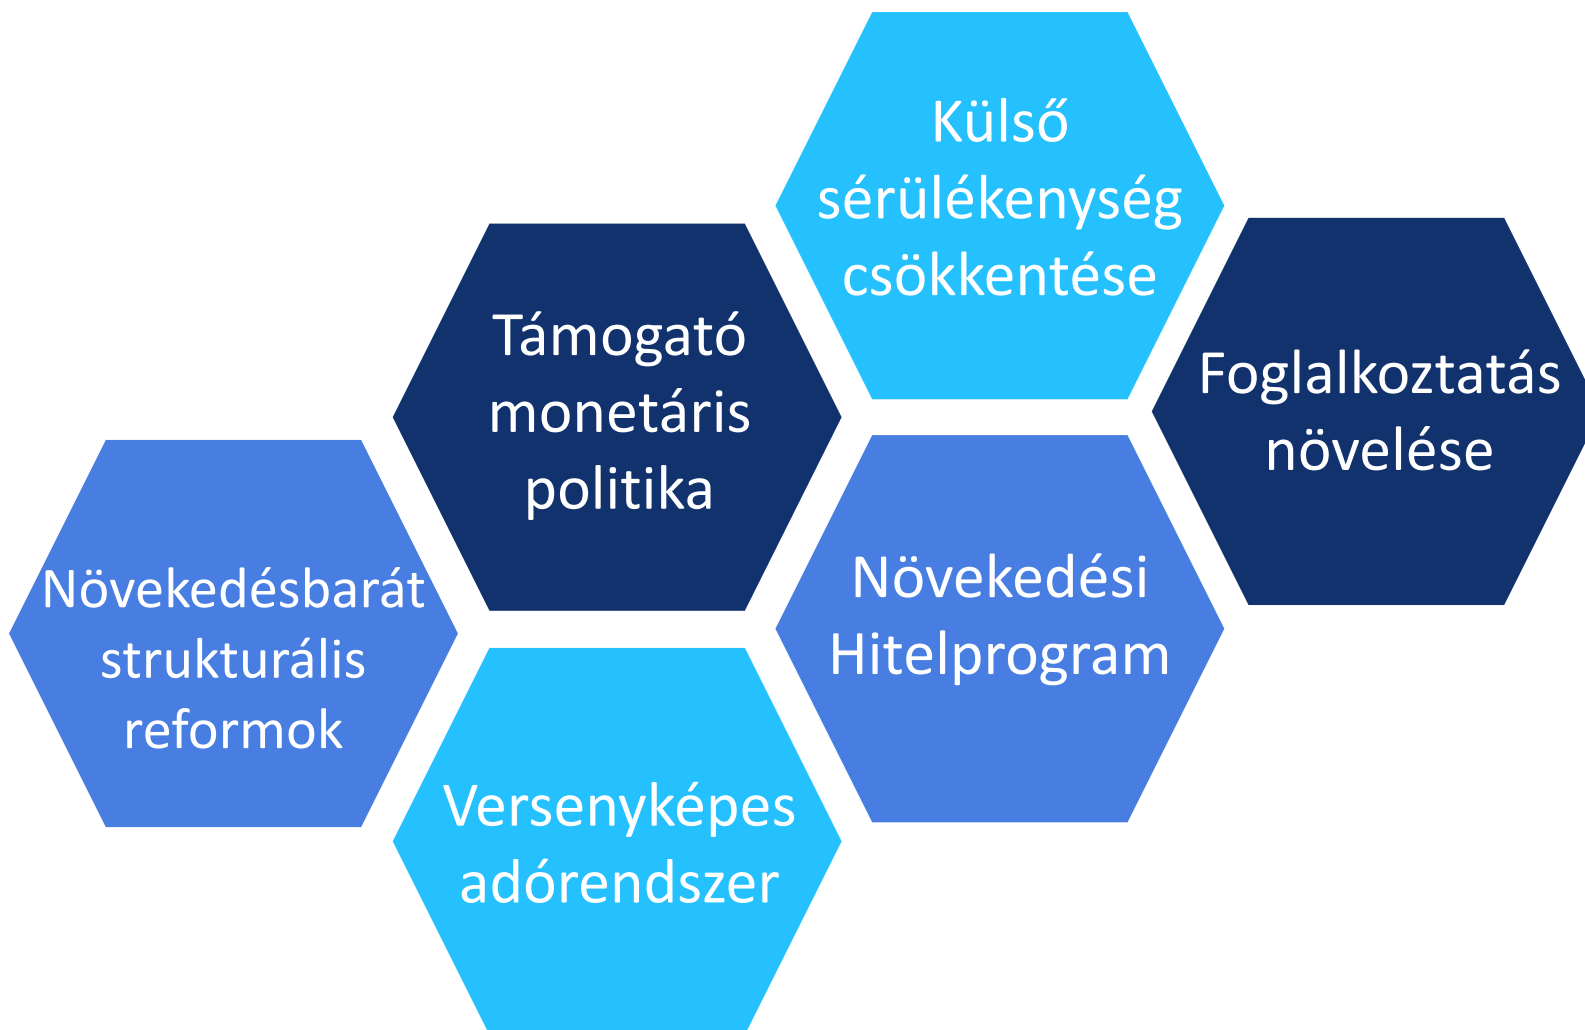 Külső
sérülékenység
csökkentése
Támogató
monetáris
politika
Foglalkoztatás
növelése
Növekedésbarát
strukturális
reformok
Növekedési
Hitelprogram
Versenyképes
adórendszer